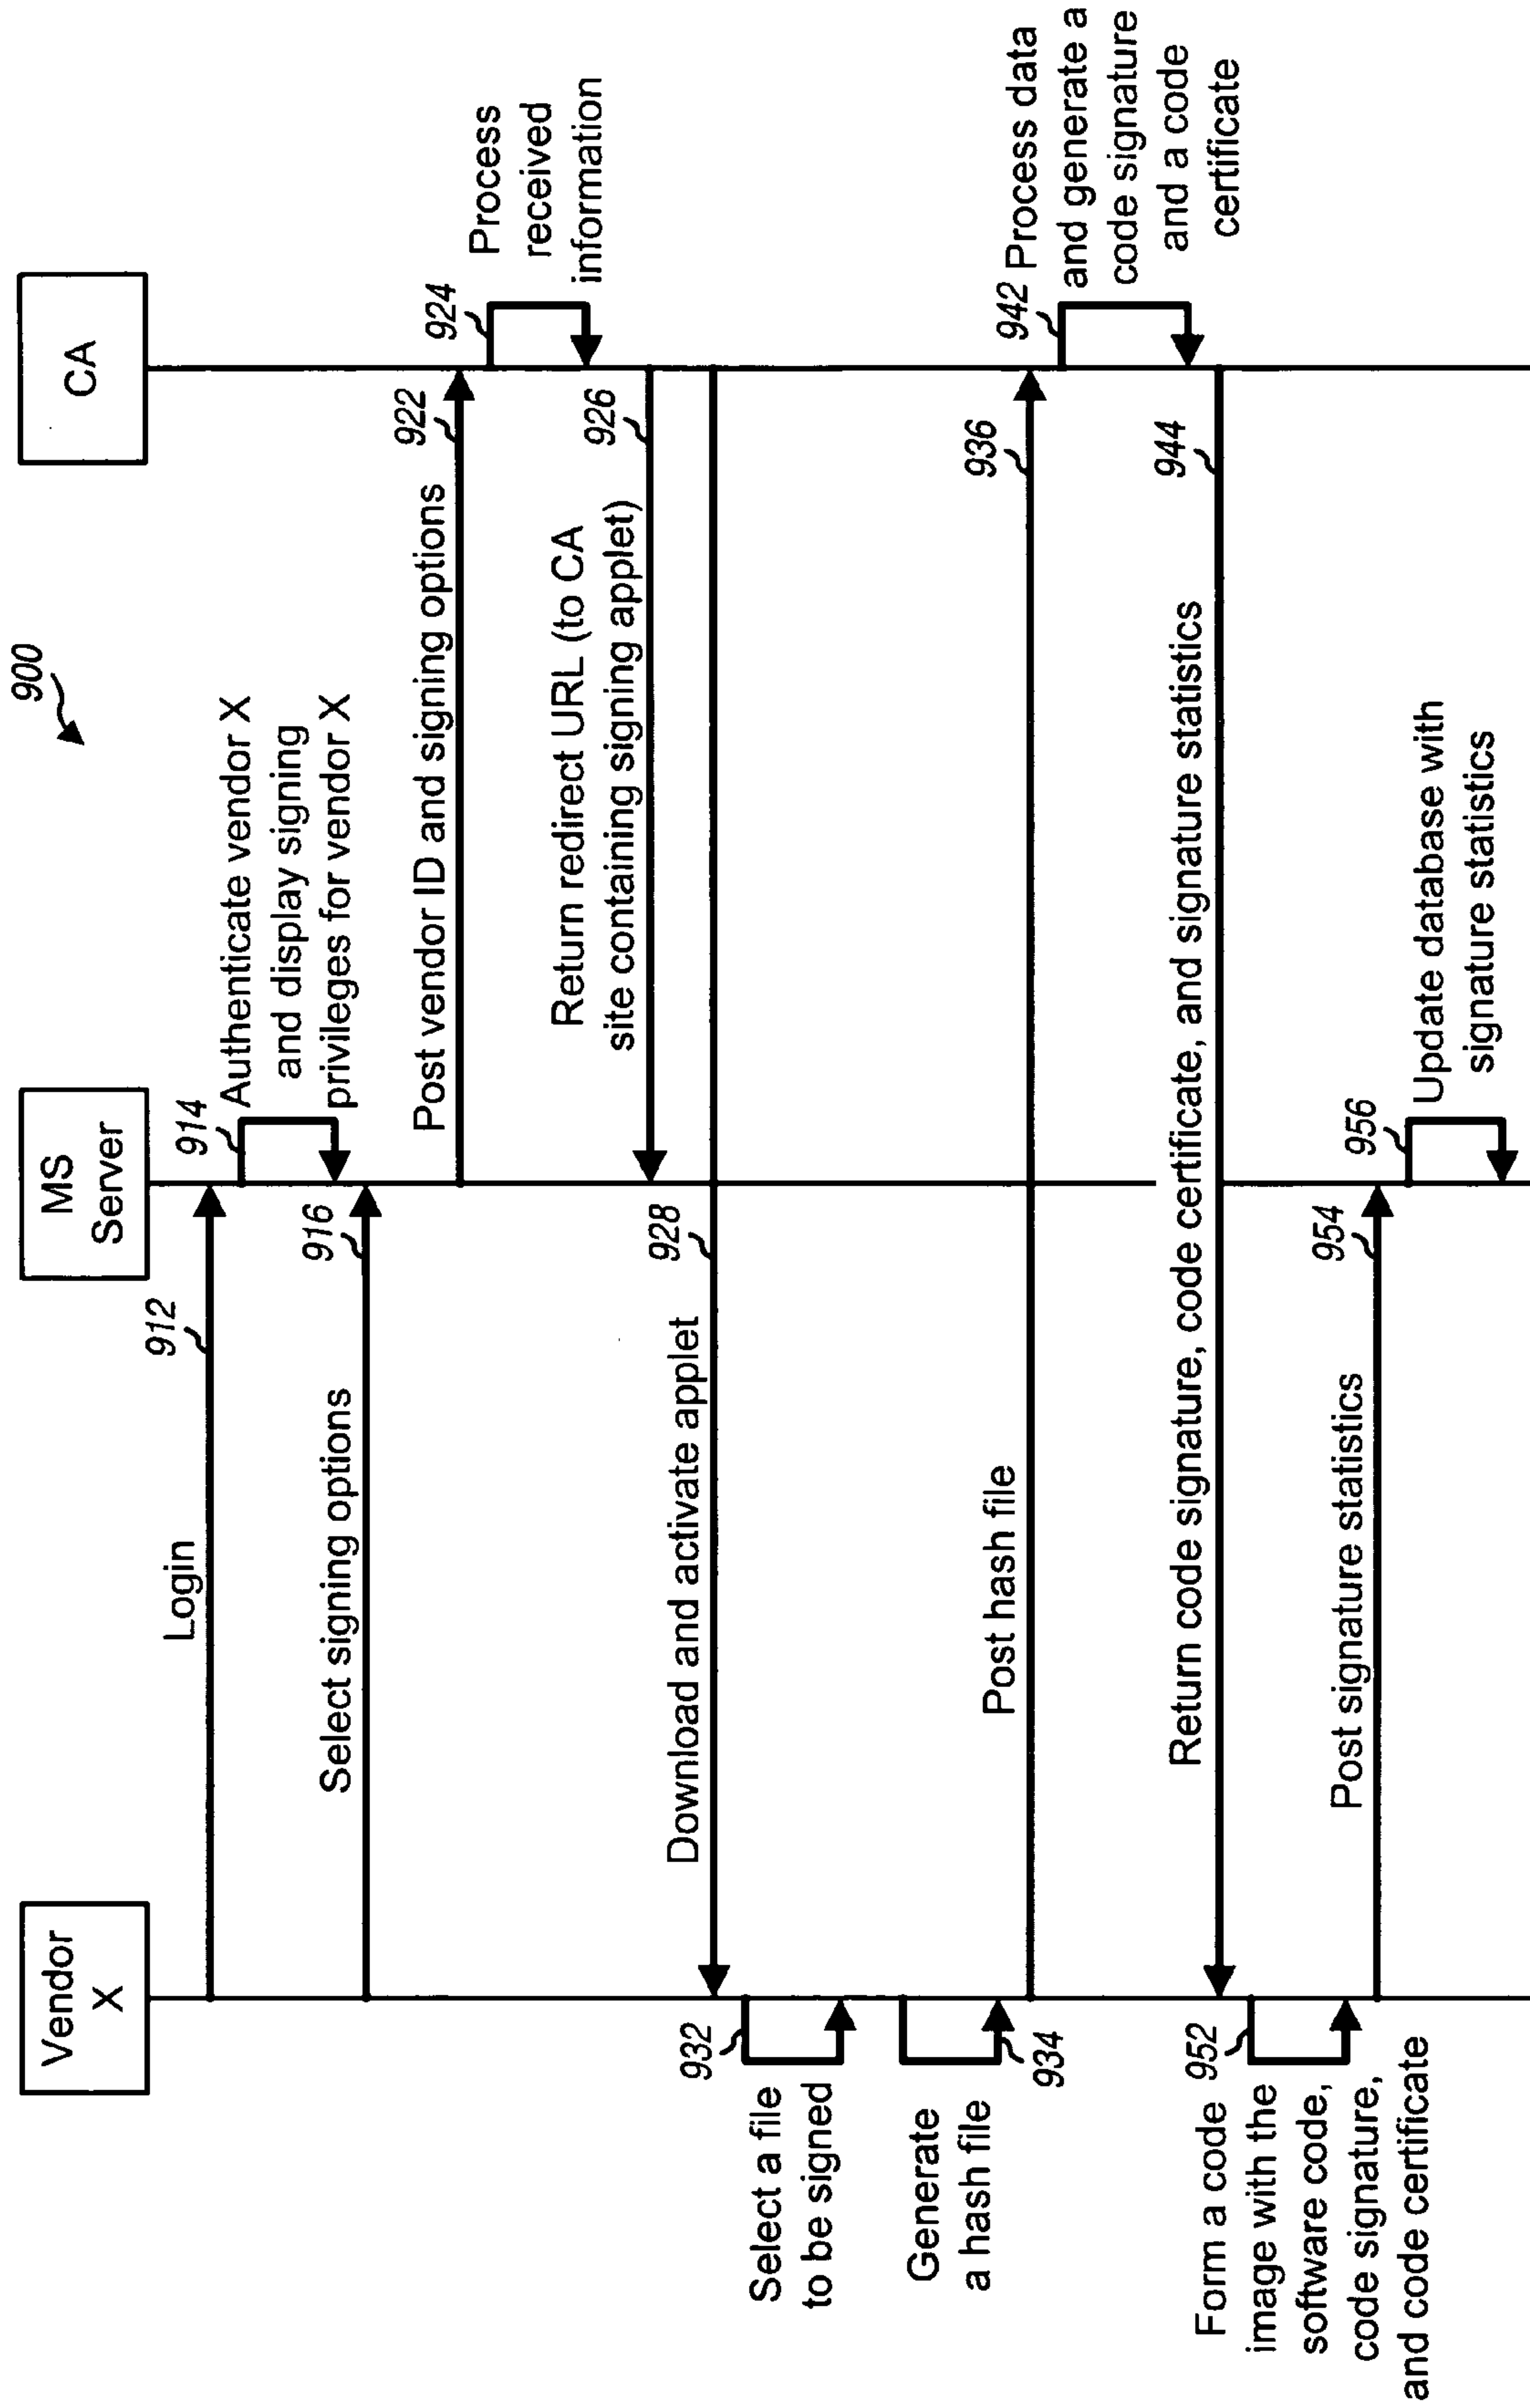 900
Vendor
X
MS
Server
CA
912
Login
914
Authenticate vendor X
and display signing
privileges for vendor X
916
Select signing options
922
Post vendor ID and signing options
924
Process
received
information
926
Return redirect URL (to CA
site containing signing applet)
928
Download and activate applet
932
Select a file
to be signed
934
Generate
a hash file
936
Post hash file
942
Process data
and generate a
code signature
and a code
certificate
944
Return code signature, code certificate, and signature statistics
952
Form a code
image with the
software code,
code signature,
and code certificate
954
Post signature statistics
956
Update database with
signature statistics